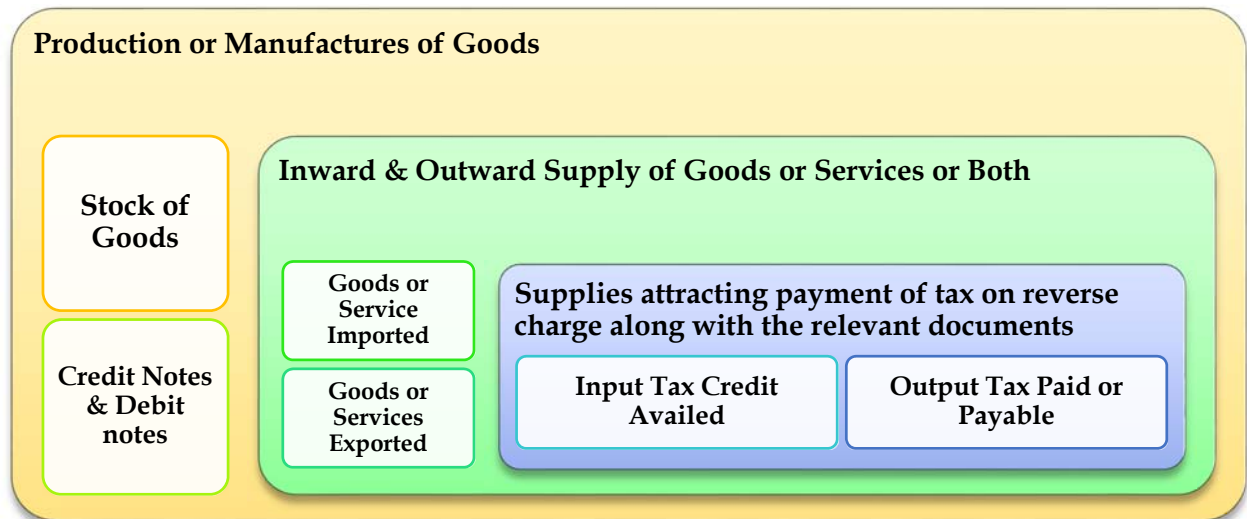 Production or Manufactures of Goods
Stock of
Goods
Credit Notes
& Debit
notes
Inward & Outward Supply of Goods or Services or Both
Goods or
Service
Imported
Goods or
Services
Exported
Supplies attracting payment of tax on reverse
charge along with the relevant documents
Input Tax Credit
Availed
Output Tax Paid or
Payable